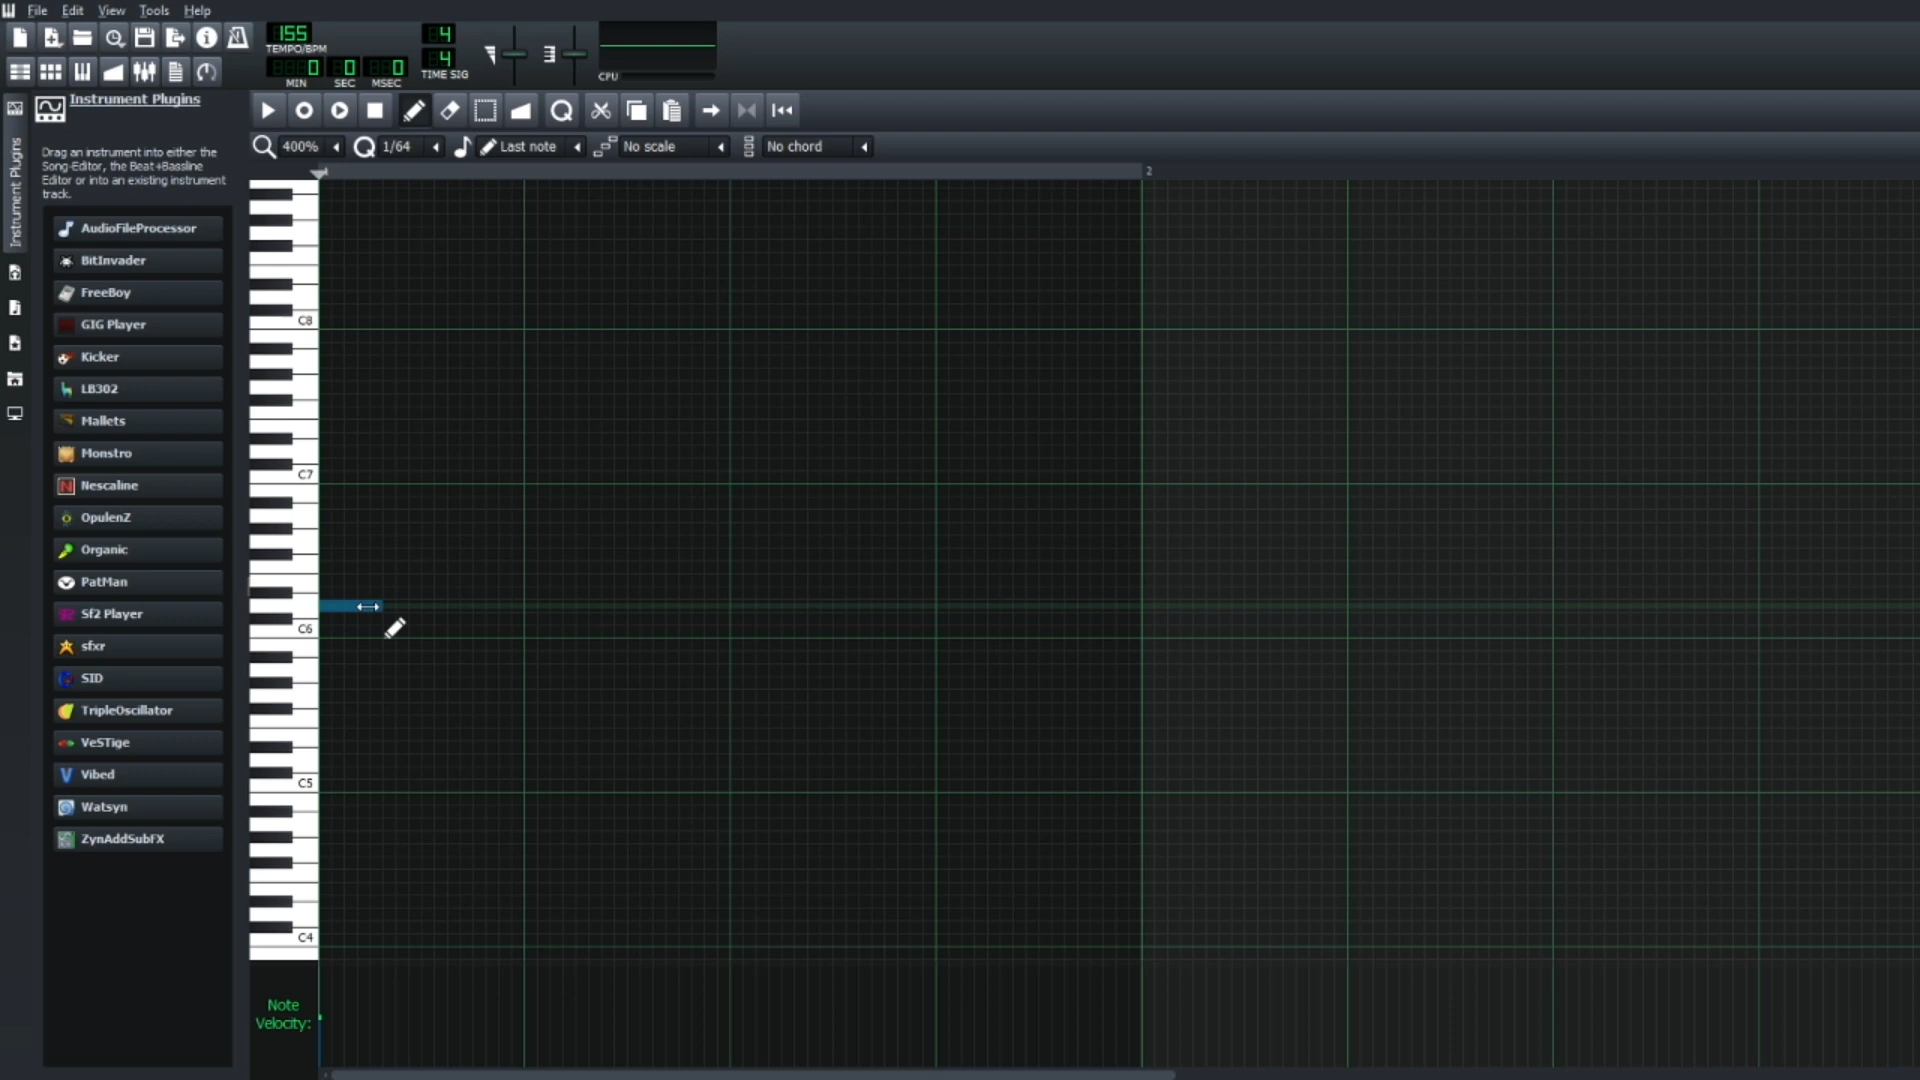 File Edit View Tools Help
155
TEMPO/BPM
0 0 0
MIN SEC MSEC
4
4
TIME SIG
CPU
Instrument Plugins
Instrument Plugins
Drag an instrument into either the
Song-Editor, the Beat+Bassline
Editor or into an existing instrument
track.
400% 1/64 Last note No scale No chord
2
AudioFileProcessor
BitInvader
FreeBoy
GIG Player
Kicker
LB302
Mallets
Monstro
Nescaline
OpulenZ
Organic
PatMan
Sf2 Player
sfxr
SID
TripleOscillator
VeSTige
Vibed
Watsyn
ZynAddSubFX
C8
C7
C6
C5
C4
Note
Velocity: